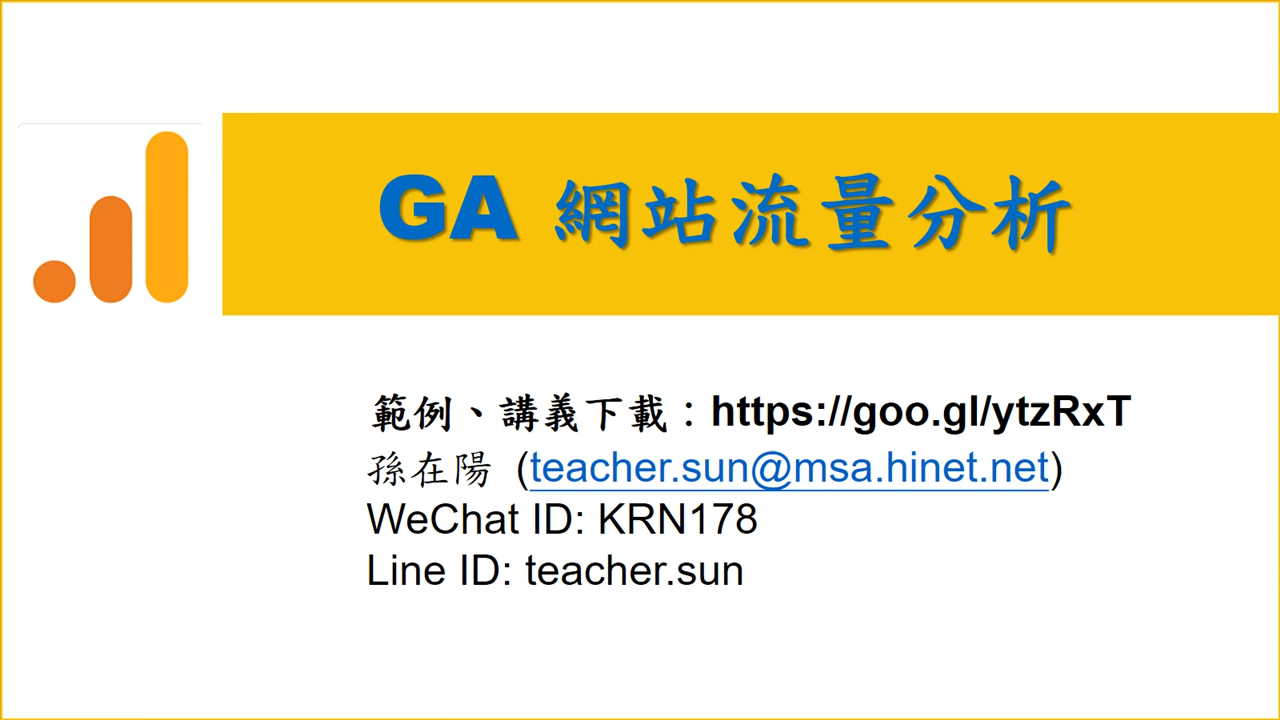 GA 網站流量分析
範例、講義下載：https://goo.gl/ytzRxT
孫在陽 (teacher.sun@msa.hinet.net)
WeChat ID: KRN178
Line ID: teacher.sun